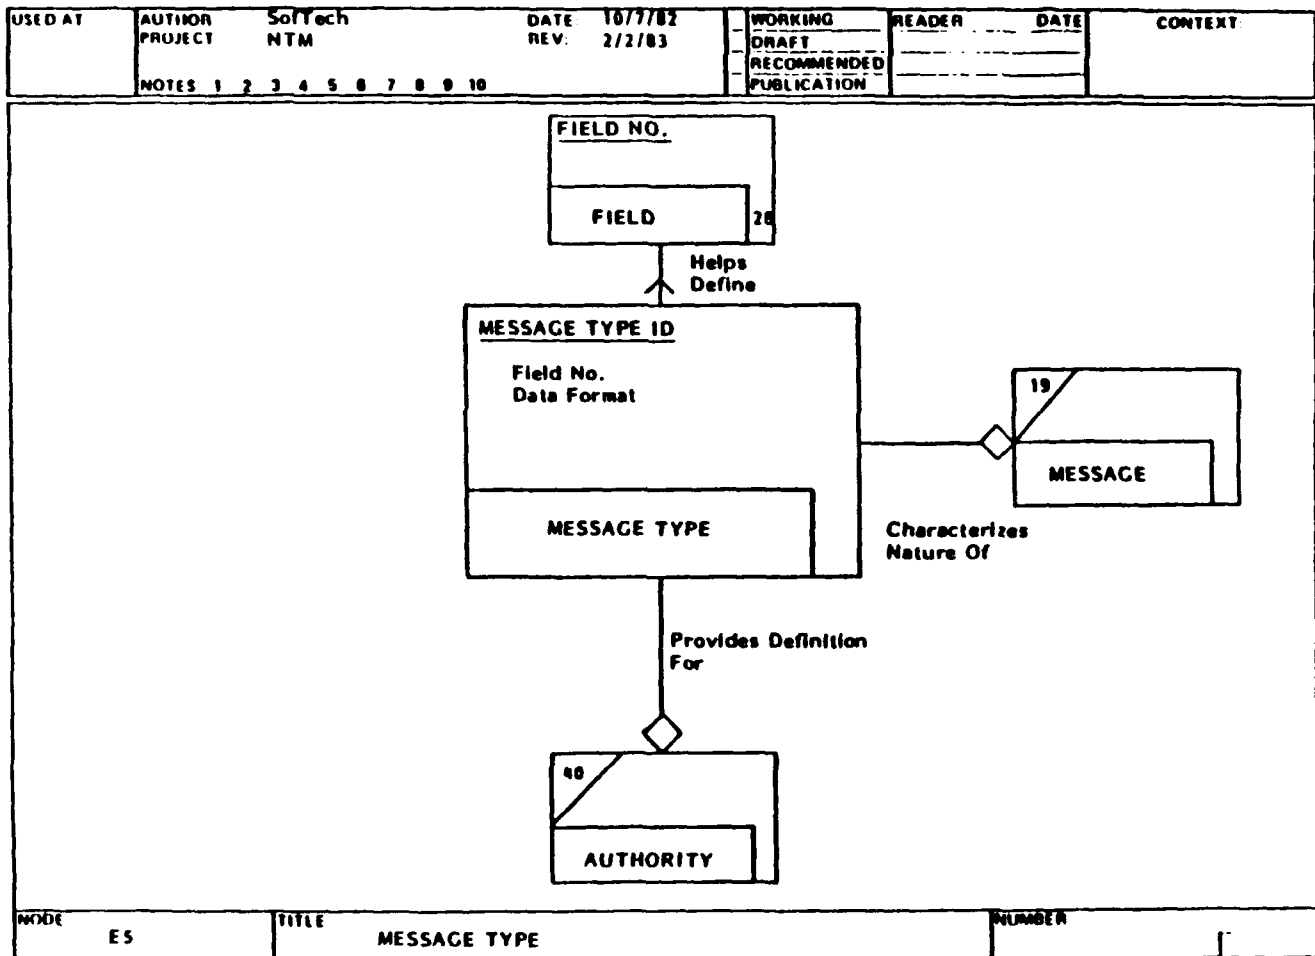 USED AT
AUTHOR SofTech DATE: 10/7/82
PROJECT NTM REV: 2/2/83
NOTES 1 2 3 4 5 6 7 8 9 10
WORKING
DRAFT
RECOMMENDED
PUBLICATION
READER DATE
CONTEXT:
FIELD NO.
FIELD
28
Helps
Define
MESSAGE TYPE ID
Field No.
Data Format
MESSAGE TYPE
19
MESSAGE
Characterizes
Nature Of
Provides Definition
For
40
AUTHORITY
NODE
E5
TITLE
MESSAGE TYPE
NUMBER